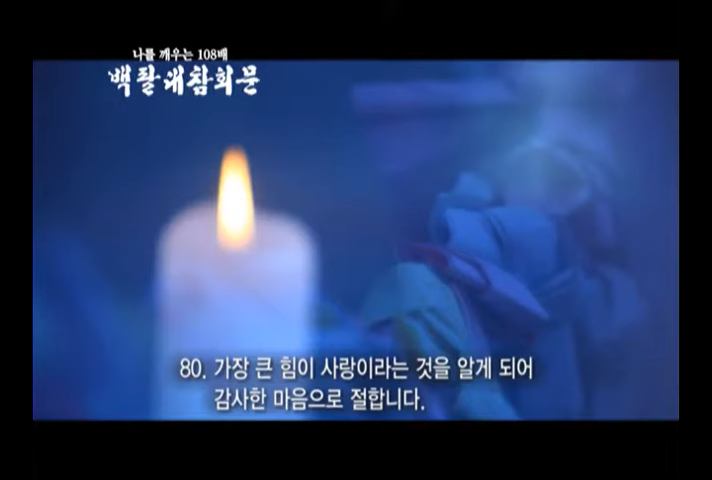 나를 깨우는 108배
백팔대참회문
80. 가장 큰 힘이 사랑이라는 것을 알게 되어
감사한 마음으로 절합니다.